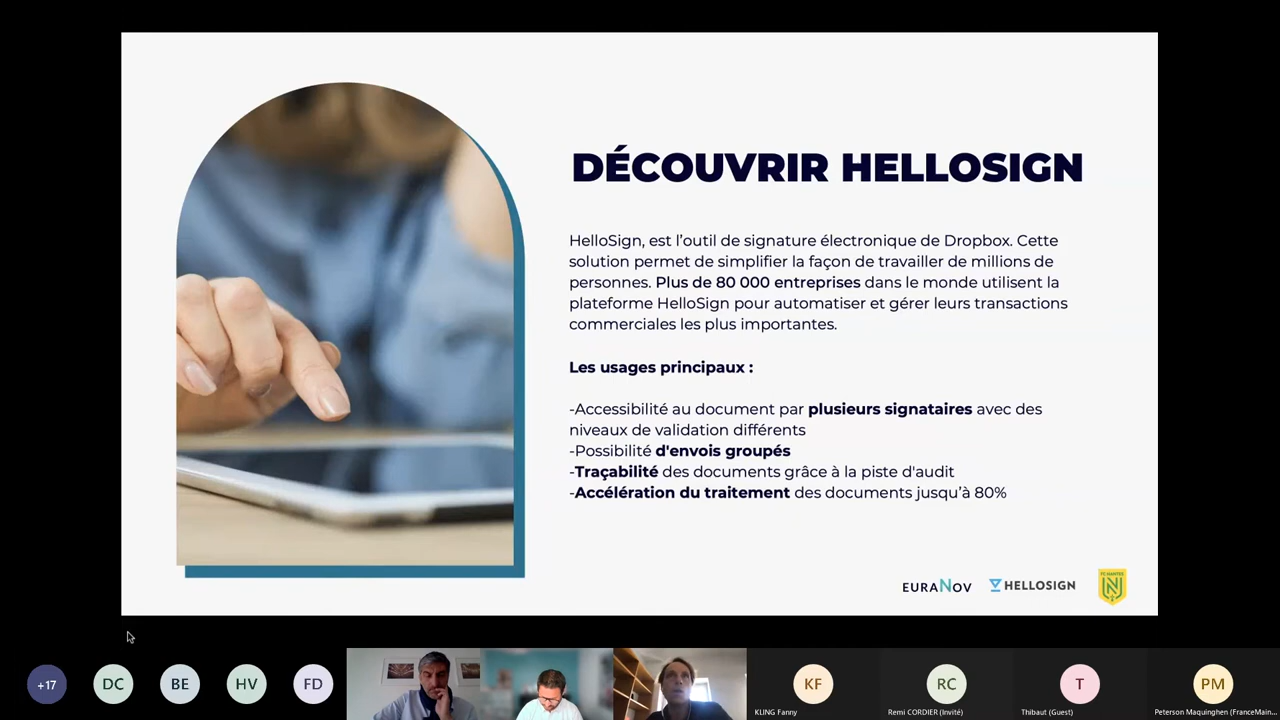 DÉCOUVRIR HELLOSIGN
HelloSign, est l’outil de signature électronique de Dropbox. Cette
solution permet de simplifier la façon de travailler de millions de
personnes. Plus de 80 000 entreprises dans le monde utilisent la
plateforme HelloSign pour automatiser et gérer leurs transactions
commerciales les plus importantes.
Les usages principaux :
-Accessibilité au document par plusieurs signataires avec des
niveaux de validation différents
-Possibilité d'envois groupés
-Traçabilité des documents grâce à la piste d'audit
-Accélération du traitement des documents jusqu’à 80%
EURANOV
HELLOSIGN
FC NANTES
N
+17
DC
BE
HV
FD
KF
KLING Fanny
RC
Remi CORDIER (Invité)
T
Thibaut (Guest)
PM
Peterson Maquinghen (FranceMain...